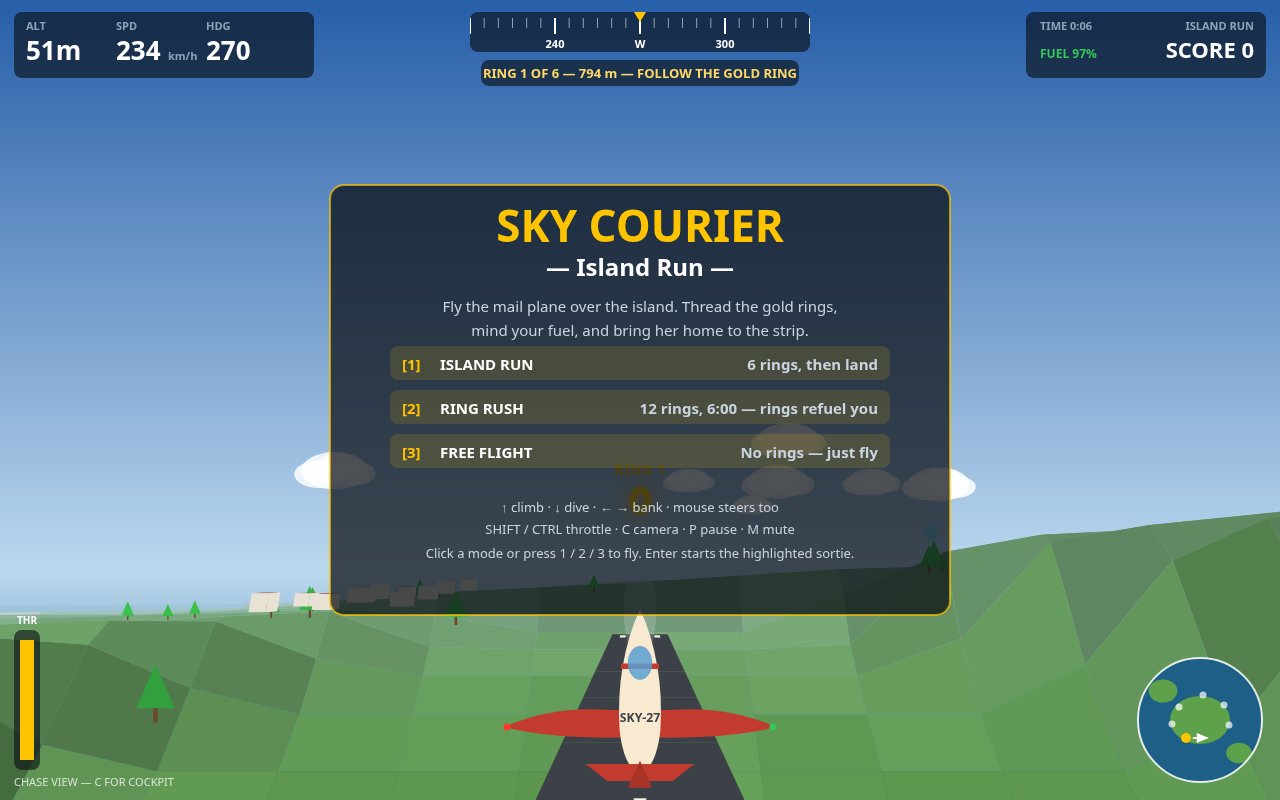 ALT SPD HDG
51m 234 km/h 270
240 W 300
RING 1 OF 6 — 794 m — FOLLOW THE GOLD RING
TIME 0:06 ISLAND RUN
FUEL 97% SCORE 0
SKY COURIER
— Island Run —
Fly the mail plane over the island. Thread the gold rings,
mind your fuel, and bring her home to the strip.
[1] ISLAND RUN 6 rings, then land
[2] RING RUSH 12 rings, 6:00 — rings refuel you
[3] FREE FLIGHT No rings — just fly
↑ climb · ↓ dive · ← → bank · mouse steers too
SHIFT / CTRL throttle · C camera · P pause · M mute
Click a mode or press 1 / 2 / 3 to fly. Enter starts the highlighted sortie.
THR
SKY-27
CHASE VIEW — C FOR COCKPIT